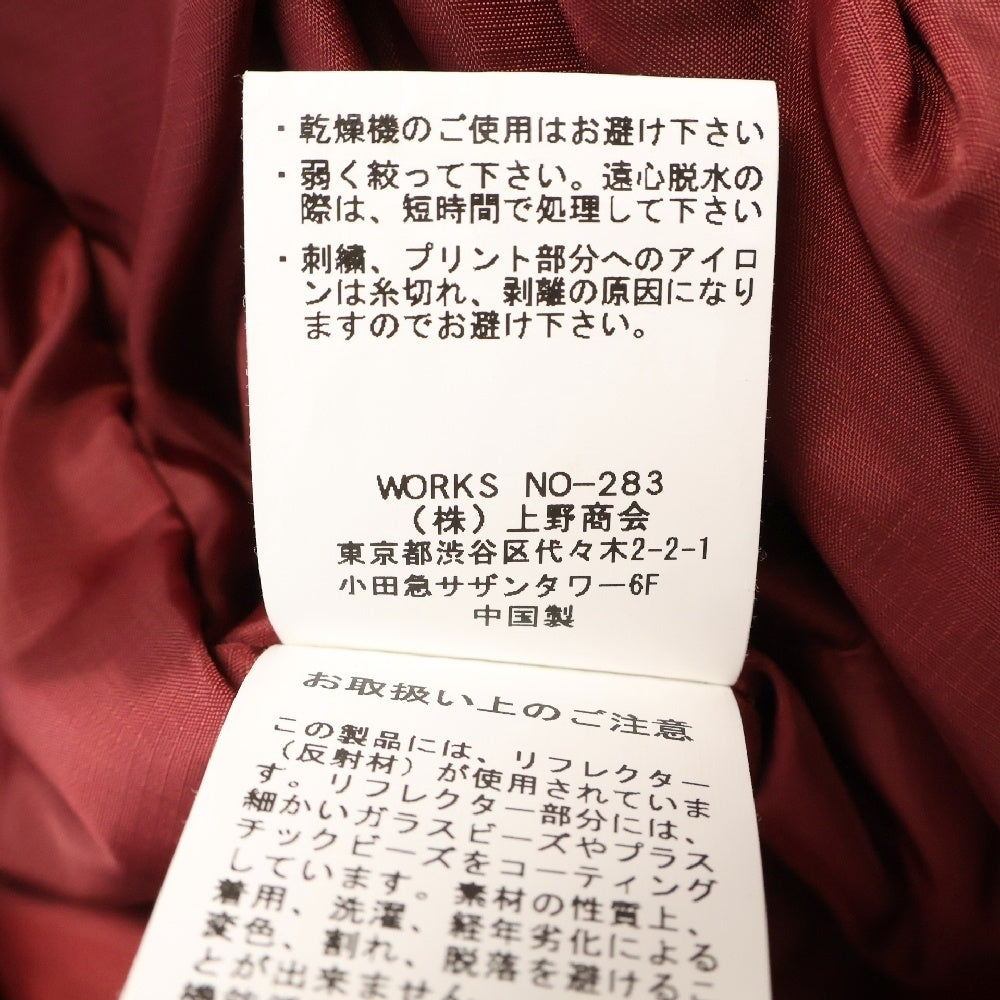 ・乾燥機のご使用はお避け下さい
・弱く絞って下さい。遠心脱水の
際は、短時間で処理して下さい
・刺繍、プリント部分へのアイロ
ンは糸切れ、剥離の原因になり
ますのでお避け下さい。
WORKS NO-283
(株)上野商会
東京都渋谷区代々木2-2-1
小田急サザンタワー6F
中国製
お取扱い上のご注意
この製品には、リフレクター
(反射材)が使用されていま
す。リフレクター部分には、
細かいガラスビーズやプラス
チックビーズをコーティング
しています。素材の性質上、
着用、洗濯、経年劣化による
変色、割れ、脱落を避けるこ
とが出来ません